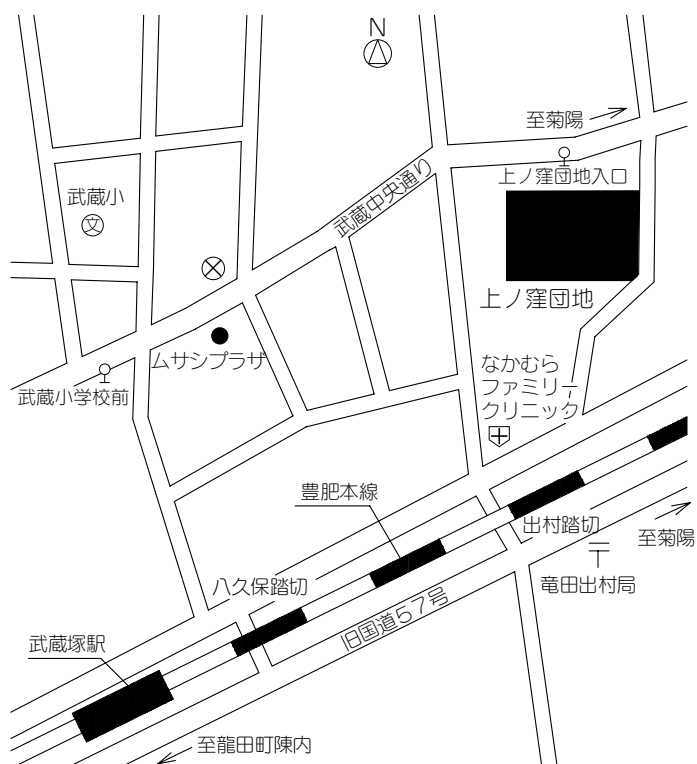 N
至菊陽
上ノ窪団地入口
武蔵小
文
武蔵中央通り
上ノ窪団地
ムサシプラザ
なかむら
ファミリー
クリニック
武蔵小学校前
豊肥本線
出村踏切
至菊陽
八久保踏切
竜田出村局
旧国道57号
武蔵塚駅
至龍田町陳内